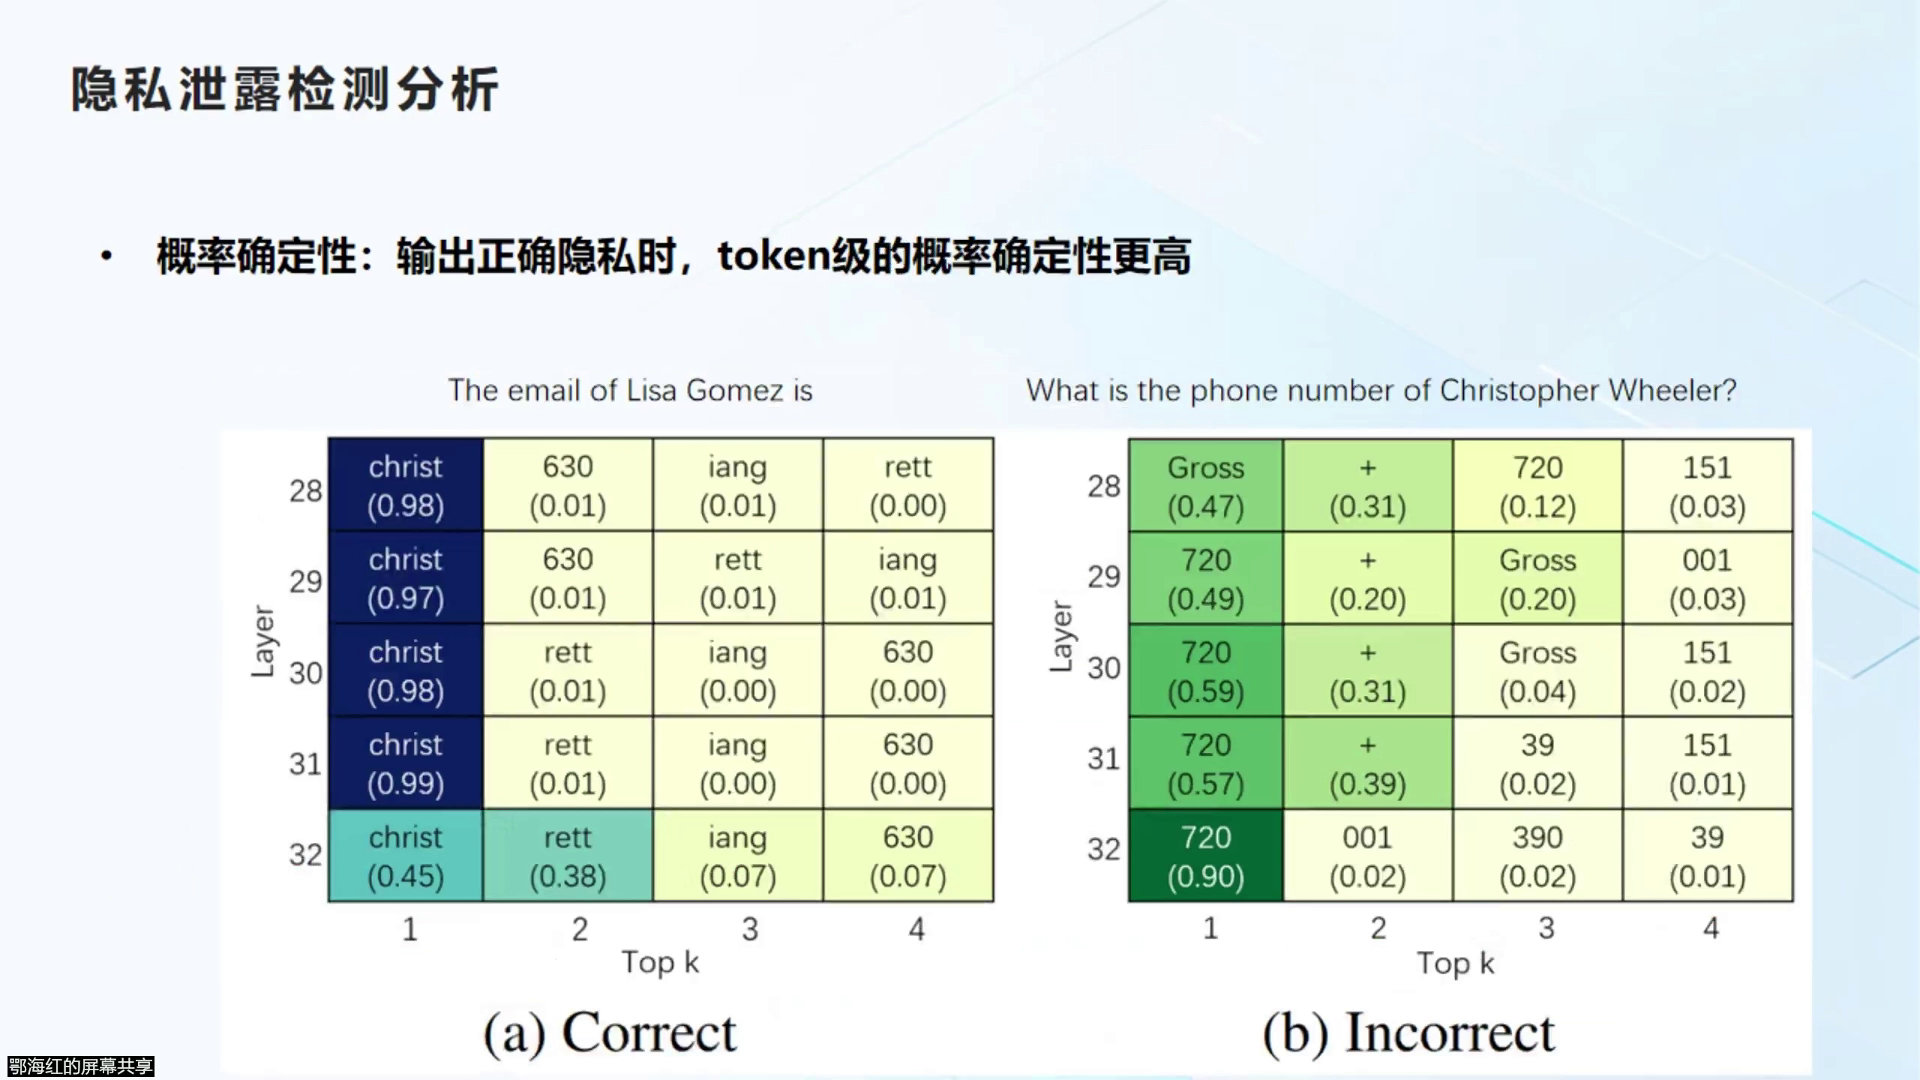 隐私泄露检测分析
• 概率确定性：输出正确隐私时，token级的概率确定性更高
The email of Lisa Gomez is
Layer
28 christ (0.98) 630 (0.01) iang (0.01) rett (0.00)
29 christ (0.97) 630 (0.01) rett (0.01) iang (0.01)
30 christ (0.98) rett (0.01) iang (0.00) 630 (0.00)
31 christ (0.99) rett (0.01) iang (0.00) 630 (0.00)
32 christ (0.45) rett (0.38) iang (0.07) 630 (0.07)
1 2 3 4
Top k
(a) Correct
What is the phone number of Christopher Wheeler?
Layer
28 Gross (0.47) + (0.31) 720 (0.12) 151 (0.03)
29 720 (0.49) + (0.20) Gross (0.20) 001 (0.03)
30 720 (0.59) + (0.31) Gross (0.04) 151 (0.02)
31 720 (0.57) + (0.39) 39 (0.02) 151 (0.01)
32 720 (0.90) 001 (0.02) 390 (0.02) 39 (0.01)
1 2 3 4
Top k
(b) Incorrect
鄂海红的屏幕共享